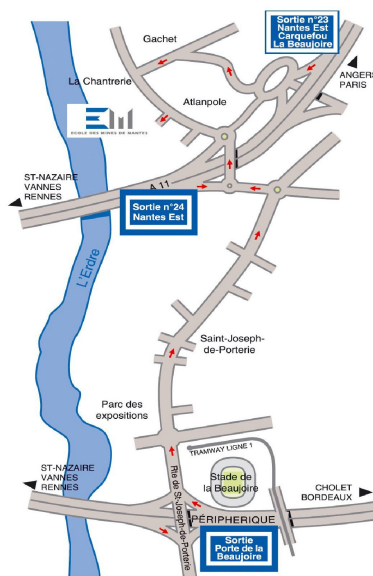 Sortie n°23
Nantes Est
Carquefou
La Beaujoire
Gachet
ANGERS
PARIS
La Chantrerie
Atlanpole
EM
ECOLE DES MINES DE NANTES
ST-NAZAIRE
VANNES
RENNES
A 11
Sortie n°24
Nantes Est
L'Erdre
Saint-Joseph-
de-Porterie
Parc des
expositions
TRAMWAY LIGNE 1
ST-NAZAIRE
VANNES
RENNES
Rte de St-Joseph-de-Porterie
Stade de
la Beaujoire
CHOLET
BORDEAUX
PÉRIPHERIQUE
Sortie
Porte de la
Beaujoire